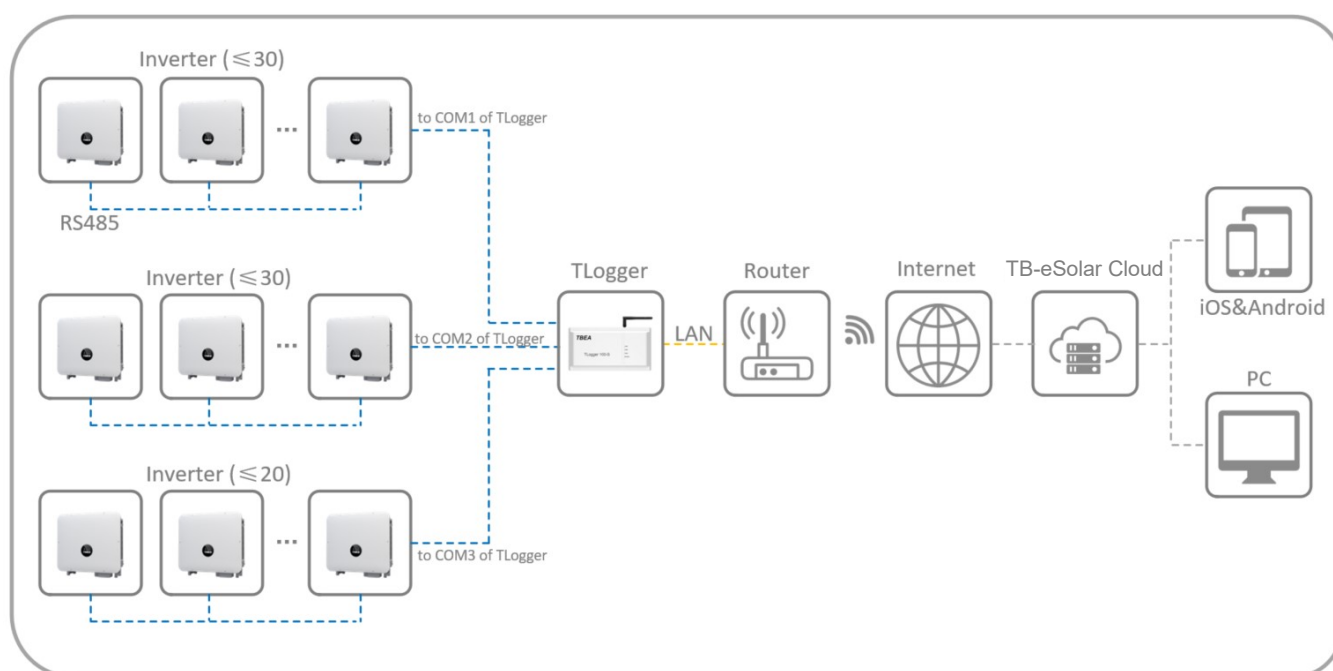 Inverter (≤30)
to COM1 of TLogger
RS485
Inverter (≤30)
to COM2 of TLogger
Inverter (≤20)
to COM3 of TLogger
TLogger
TBEA
LAN
Router
Internet
TB-eSolar Cloud
iOS&Android
PC